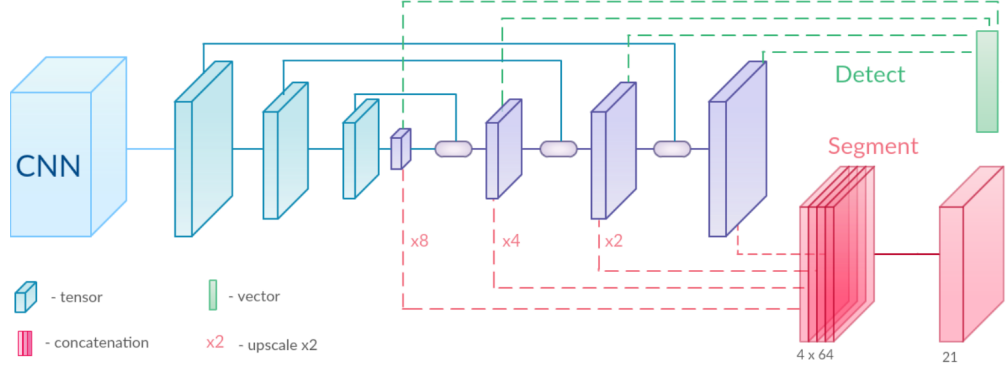 Detect
CNN
Segment
x8
x4
x2
- tensor
- vector
- concatenation
x2 - upscale x2
4 x 64
21